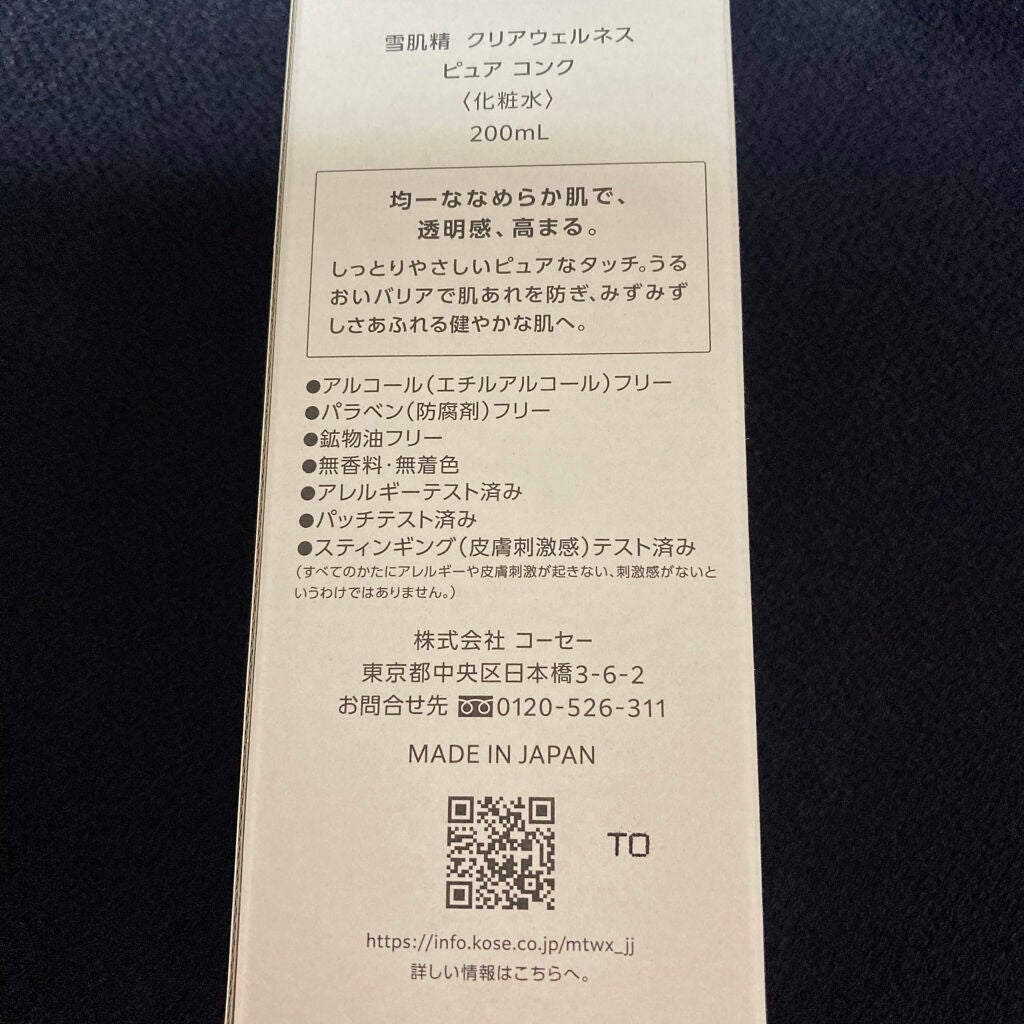 雪肌精 クリアウェルネス
ピュア コンク
〈化粧水〉
200mL
均一ななめらか肌で、
透明感、高まる。
しっとりやさしいピュアなタッチ。うる
おいバリアで肌あれを防ぎ、みずみず
しさあふれる健やかな肌へ。
●アルコール(エチルアルコール)フリー
●パラベン(防腐剤)フリー
●鉱物油フリー
●無香料・無着色
●アレルギーテスト済み
●パッチテスト済み
●スティンギング(皮膚刺激感)テスト済み
(すべてのかたにアレルギーや皮膚刺激が起きない、刺激感がないと
いうわけではありません。)
株式会社 コーセー
東京都中央区日本橋3-6-2
お問合せ先 0120-526-311
MADE IN JAPAN
TO
https://info.kose.co.jp/mtwx_jj
詳しい情報はこちらへ。